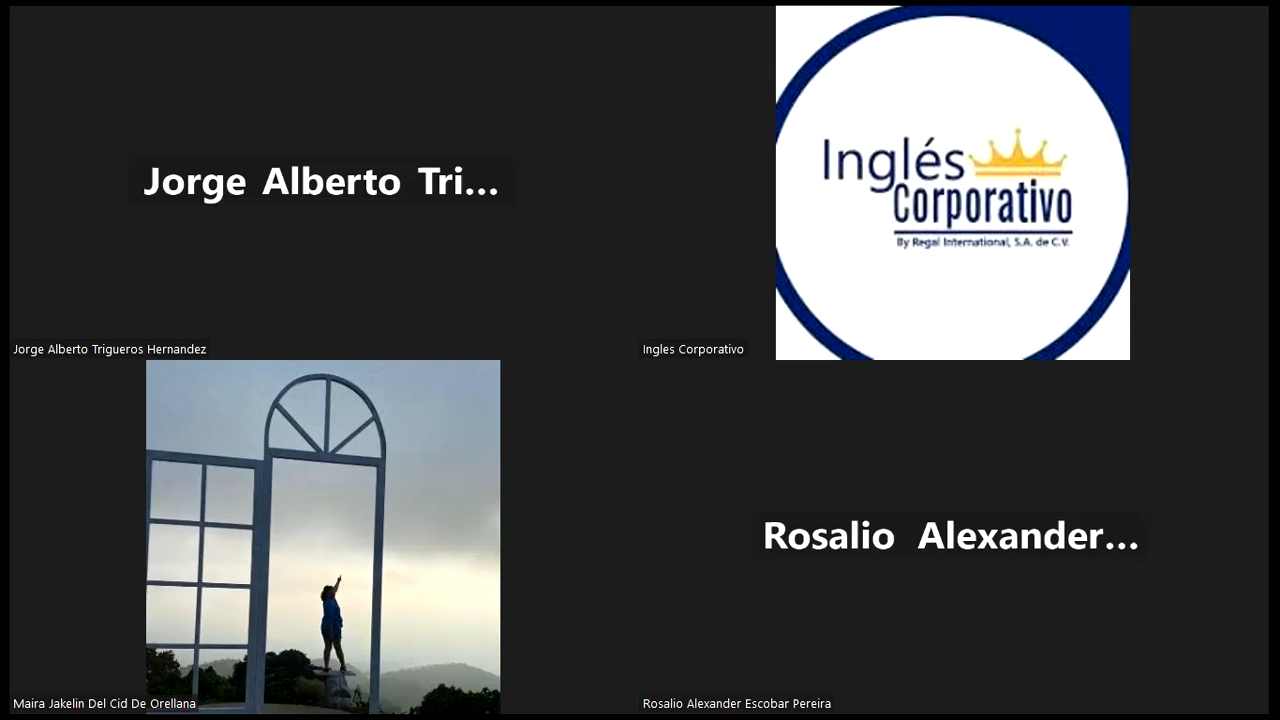 Jorge Alberto Tri...
Jorge Alberto Trigueros Hernandez
Inglés
Corporativo
By Regal International, S.A. de C.V.
Ingles Corporativo
Maira Jakelin Del Cid De Orellana
Rosalio Alexander...
Rosalio Alexander Escobar Pereira